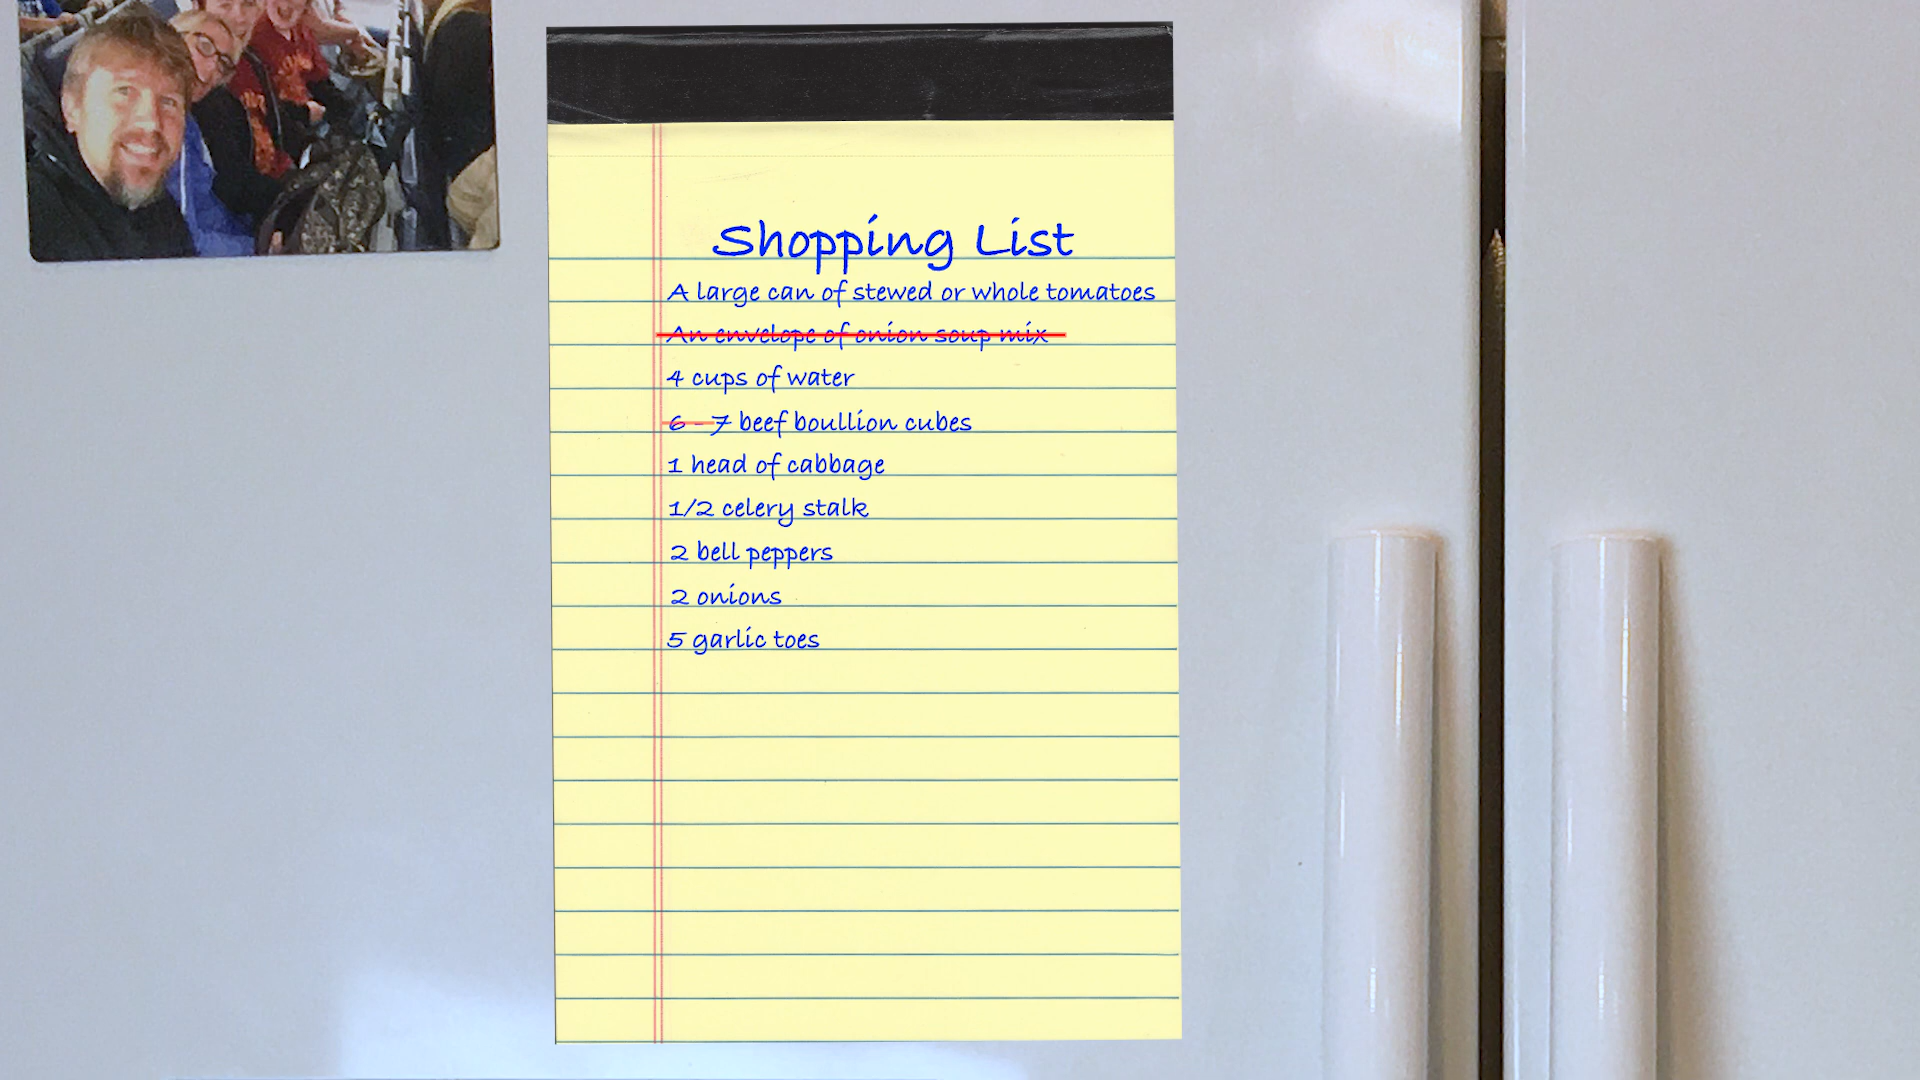 Shopping List
A large can of stewed or whole tomatoes
An envelope of onion soup mix
4 cups of water
6 - 7 beef boullion cubes
1 head of cabbage
1/2 celery stalk
2 bell peppers
2 onions
5 garlic toes